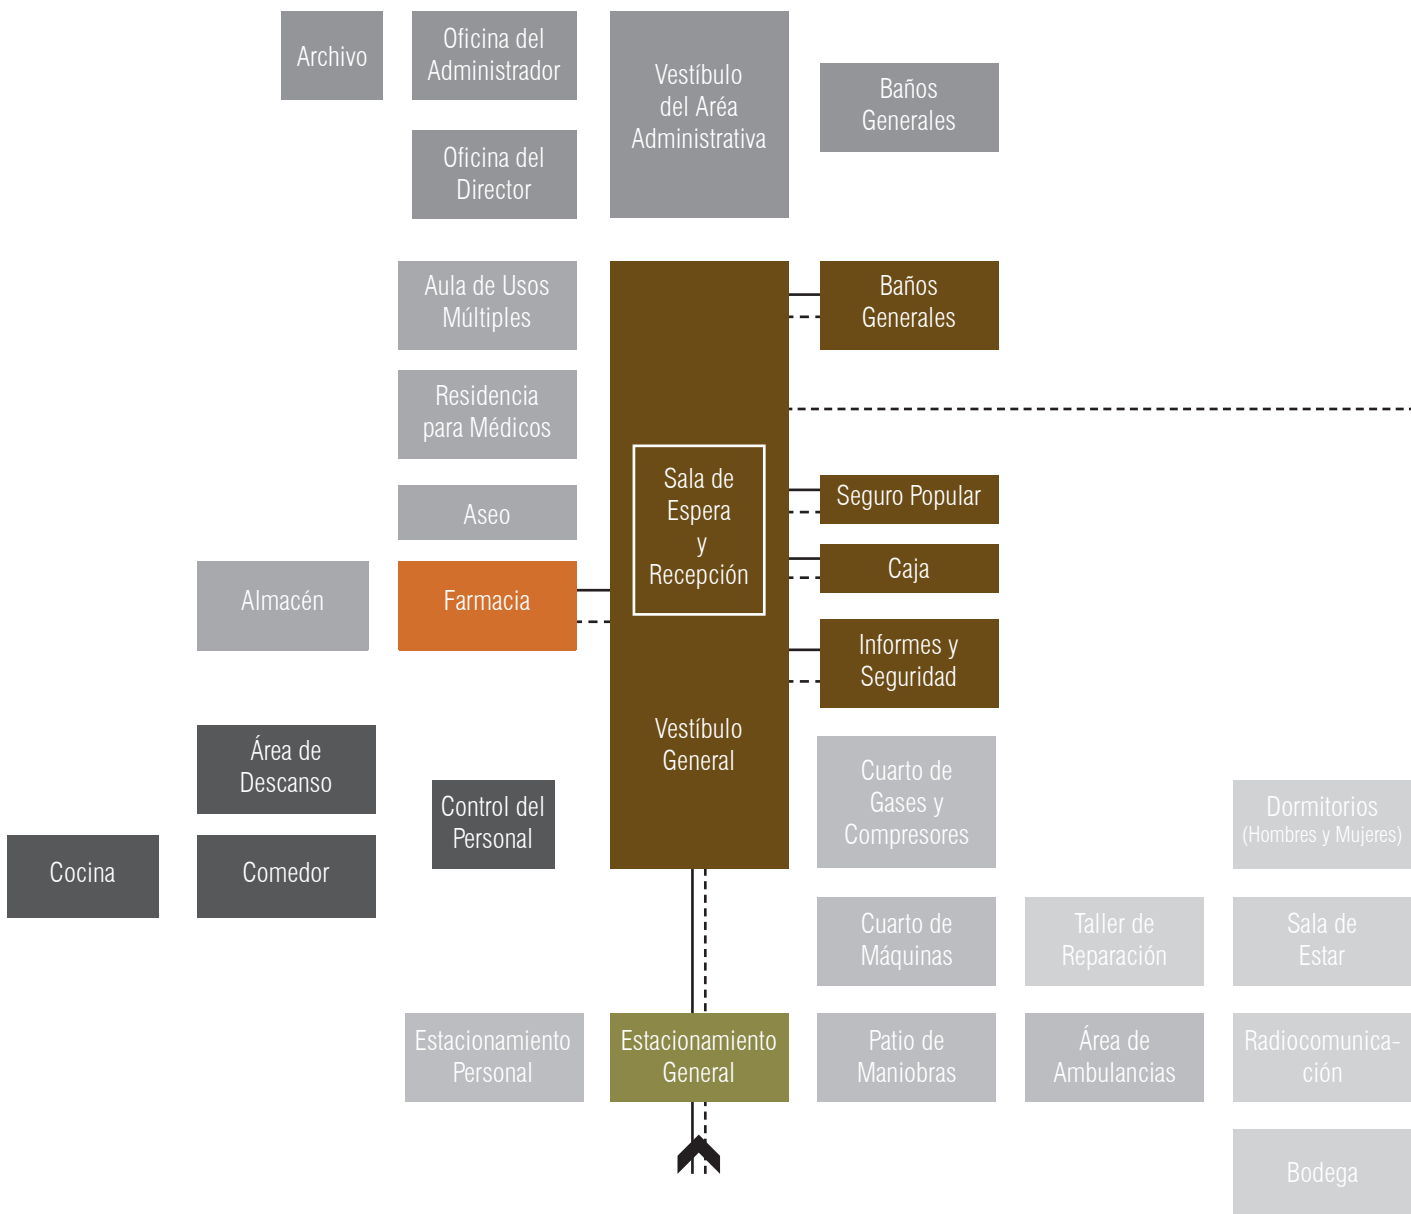 Archivo
Oficina del
Administrador
Vestíbulo
del Aréa
Administrativa
Baños
Generales
Oficina del
Director
Aula de Usos
Múltiples
Baños
Generales
Residencia
para Médicos
Sala de
Espera
y
Recepción
Seguro Popular
Aseo
Caja
Almacén
Farmacia
Informes y
Seguridad
Vestíbulo
General
Área de
Descanso
Control del
Personal
Cuarto de
Gases y
Compresores
Dormitorios
(Hombres y Mujeres)
Cocina
Comedor
Cuarto de
Máquinas
Taller de
Reparación
Sala de
Estar
Estacionamiento
Personal
Estacionamiento
General
Patio de
Maniobras
Área de
Ambulancias
Radiocomunica-
ción
Bodega